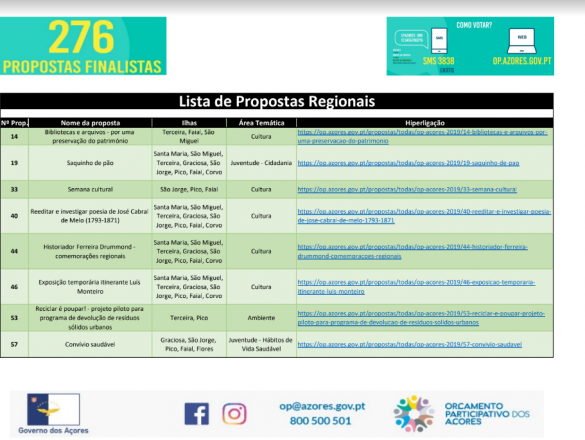 276
PROPOSTAS FINALISTAS
COMO VOTAR?
SMS 3838
OP.AZORES.GOV.PT
Lista de Propostas Regionais
Nº Prop. Nome da proposta Ilhas Área Temática Hiperligação
14 Bibliotecas e arquivos - por uma preservação do património Terceira, Faial, São Miguel Cultura https://op.azores.gov.pt/propostas/todas/op-acores-2019/14-bibliotecas-e-arquivos-por-uma-preservacao-do-patrimonio
19 Saquinho de pão Santa Maria, São Miguel, Terceira, Graciosa, São Jorge, Pico, Faial, Corvo Juventude - Cidadania https://op.azores.gov.pt/propostas/todas/op-acores-2019/19-saquinho-de-pao
33 Semana cultural São Jorge, Pico, Faial Cultura https://op.azores.gov.pt/propostas/todas/op-acores-2019/33-semana-cultural
40 Reeditar e investigar poesia de José Cabral de Melo (1793-1871) Santa Maria, São Miguel, Terceira, Graciosa, São Jorge, Pico, Faial, Corvo Cultura https://op.azores.gov.pt/propostas/todas/op-acores-2019/40-reeditar-e-investigar-poesia-de-jose-cabral-de-melo-1793-1871
44 Historiador Ferreira Drummond - comemorações regionais Santa Maria, São Miguel, Terceira, Graciosa, São Jorge, Pico, Faial, Corvo Cultura https://op.azores.gov.pt/propostas/todas/op-acores-2019/44-historiador-ferreira-drummond-comemoracoes-regionais
46 Exposição temporária itinerante Luís Monteiro Santa Maria, São Miguel, Terceira, Graciosa, São Jorge, Pico, Faial, Corvo Cultura https://op.azores.gov.pt/propostas/todas/op-acores-2019/46-exposicao-temporaria-itinerante-luis-monteiro
53 Reciclar é poupar! - projeto piloto para programa de devolução de resíduos sólidos urbanos Terceira, Pico Ambiente https://op.azores.gov.pt/propostas/todas/op-acores-2019/53-reciclar-e-poupar-projeto-piloto-para-programa-de-devolucao-de-residuos-solidos-urbanos
57 Convívio saudável Graciosa, São Jorge, Pico, Faial, Flores Juventude - Hábitos de Vida Saudável https://op.azores.gov.pt/propostas/todas/op-acores-2019/57-convivio-saudavel
Governo dos Açores
op@azores.gov.pt
800 500 501
ORÇAMENTO
PARTICIPATIVO DOS
AÇORES